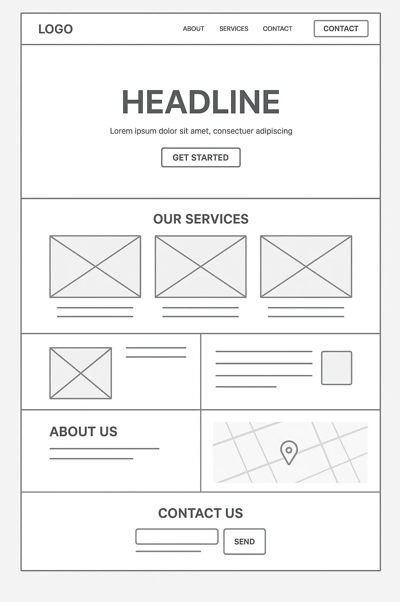 LOGO ABOUT SERVICES CONTACT CONTACT
HEADLINE
Lorem ipsum dolor sit amet, consectuer adipiscing
GET STARTED
OUR SERVICES
ABOUT US
CONTACT US
SEND